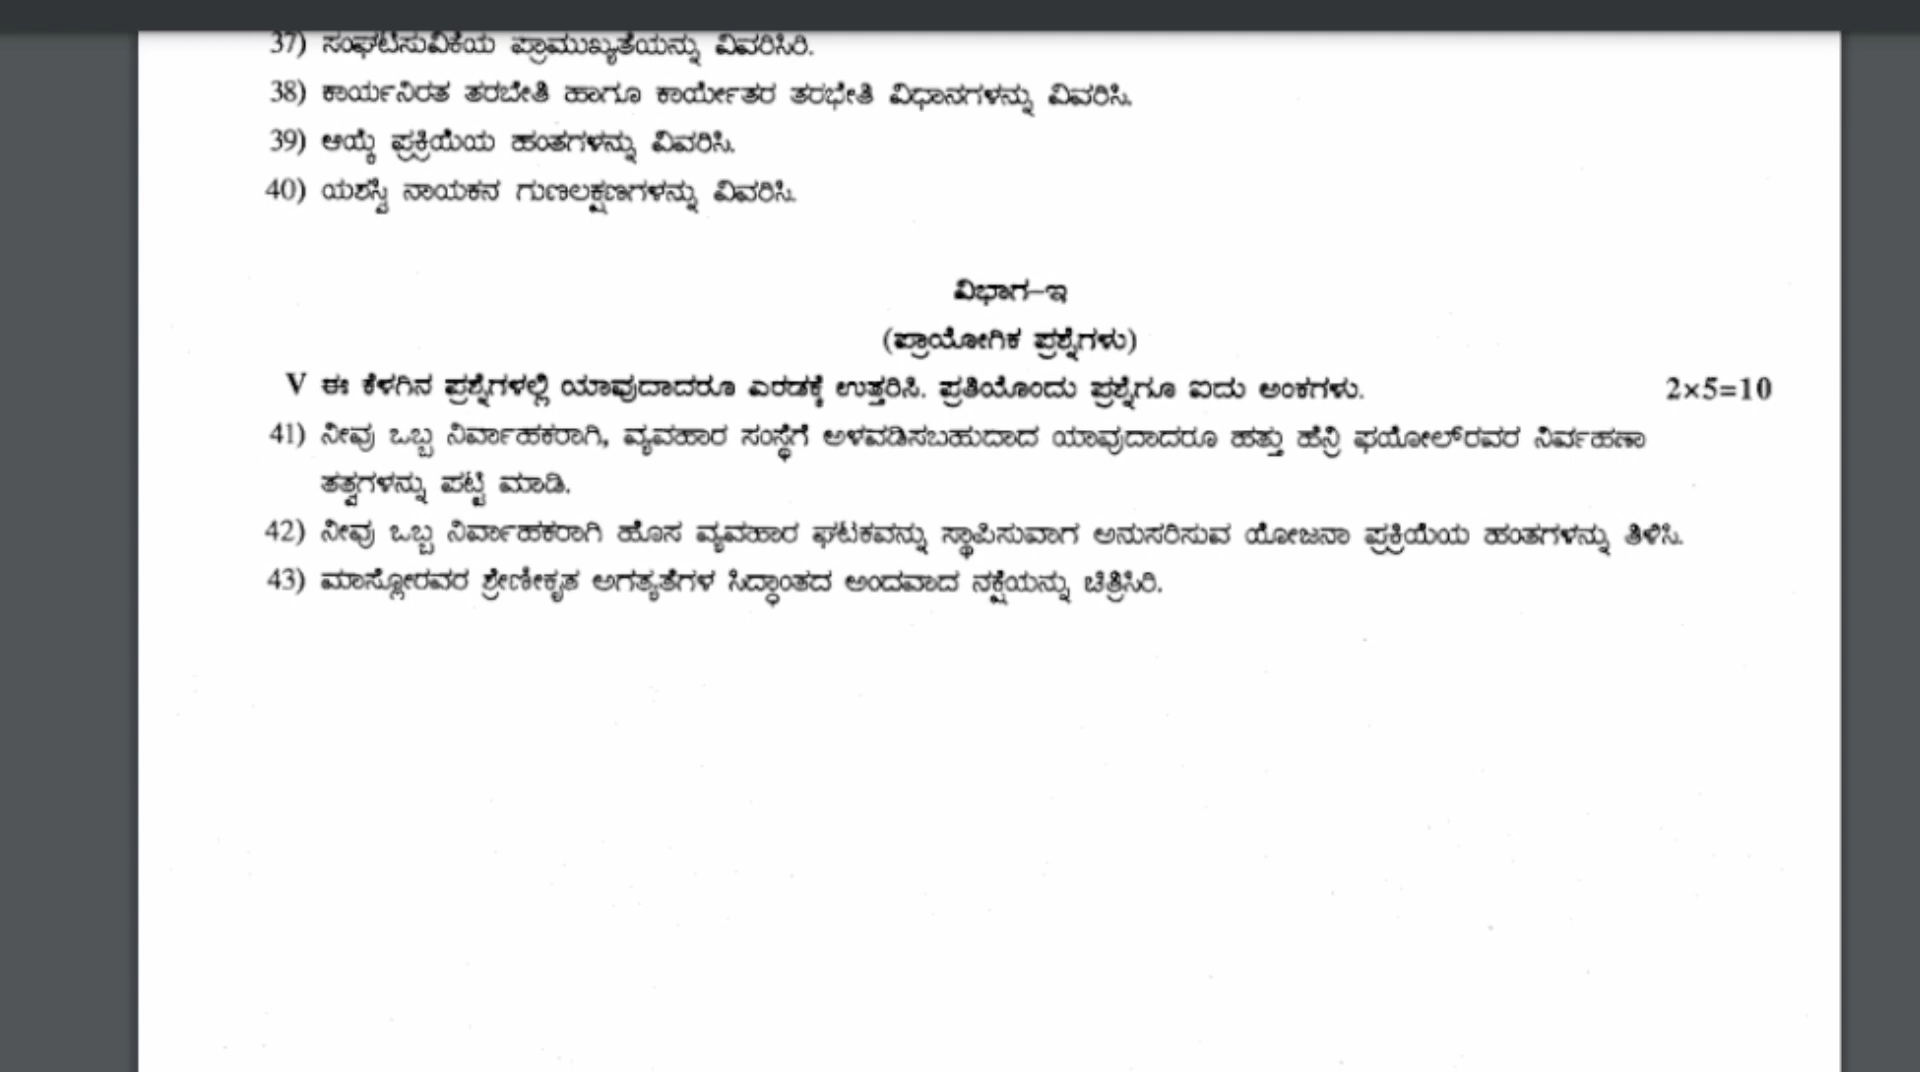 37) ಸಂಘಟಿಸುವಿಕೆಯ ಪ್ರಾಮುಖ್ಯತೆಯನ್ನು ವಿವರಿಸಿರಿ.
38) ಕಾರ್ಯನಿರತ ತರಬೇತಿ ಹಾಗೂ ಕಾರ್ಯೇತರ ತರಭೇತಿ ವಿಧಾನಗಳನ್ನು ವಿವರಿಸಿ.
39) ಆಯ್ಕೆ ಪ್ರಕ್ರಿಯೆಯ ಹಂತಗಳನ್ನು ವಿವರಿಸಿ.
40) ಯಶಸ್ವಿ ನಾಯಕನ ಗುಣಲಕ್ಷಣಗಳನ್ನು ವಿವರಿಸಿ.
ವಿಭಾಗ–ಇ
(ಪ್ರಾಯೋಗಿಕ ಪ್ರಶ್ನೆಗಳು)
V ಈ ಕೆಳಗಿನ ಪ್ರಶ್ನೆಗಳಲ್ಲಿ ಯಾವುದಾದರೂ ಎರಡಕ್ಕೆ ಉತ್ತರಿಸಿ. ಪ್ರತಿಯೊಂದು ಪ್ರಶ್ನೆಗೂ ಐದು ಅಂಕಗಳು. 2×5=10
41) ನೀವು ಒಬ್ಬ ನಿರ್ವಾಹಕರಾಗಿ, ವ್ಯವಹಾರ ಸಂಸ್ಥೆಗೆ ಅಳವಡಿಸಬಹುದಾದ ಯಾವುದಾದರೂ ಹತ್ತು ಹೆನ್ರಿ ಫಯೋಲ್‌ರವರ ನಿರ್ವಹಣಾ
ತತ್ವಗಳನ್ನು ಪಟ್ಟಿ ಮಾಡಿ.
42) ನೀವು ಒಬ್ಬ ನಿರ್ವಾಹಕರಾಗಿ ಹೊಸ ವ್ಯವಹಾರ ಘಟಕವನ್ನು ಸ್ಥಾಪಿಸುವಾಗ ಅನುಸರಿಸುವ ಯೋಜನಾ ಪ್ರಕ್ರಿಯೆಯ ಹಂತಗಳನ್ನು ತಿಳಿಸಿ.
43) ಮಾಸ್ಲೋರವರ ಶ್ರೇಣೀಕೃತ ಅಗತ್ಯತೆಗಳ ಸಿದ್ಧಾಂತದ ಅಂದವಾದ ನಕ್ಷೆಯನ್ನು ಚಿತ್ರಿಸಿರಿ.